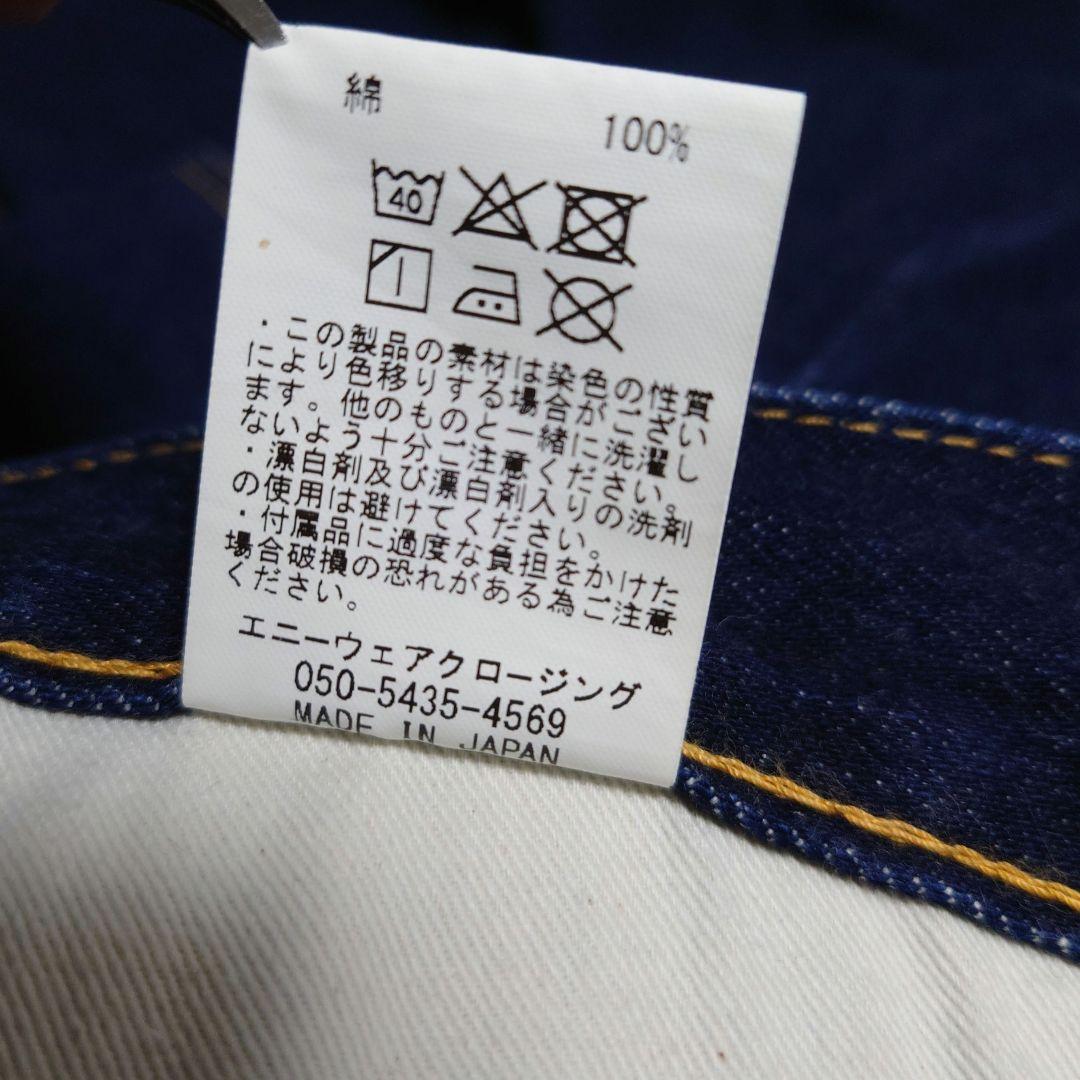 綿
100%
40
・この製品の素材は染色の性質
により色移りする場合がござい
ます。他のものと一緒にご洗濯し
ないよう十分ご注意ください。
・漂白剤及び漂白剤入りの洗剤
の使用は避けてください。
・付属品に過度な負担をかけた
場合破損の恐れがある為ご注意
ください。
エニーウェアクロージング
050-5435-4569
MADE IN JAPAN